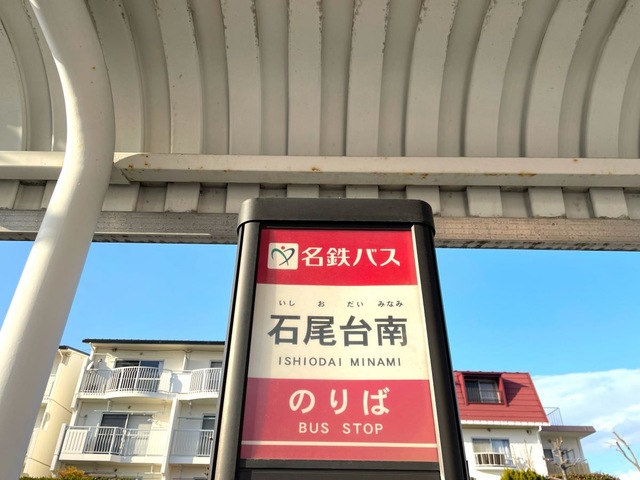 名鉄バス
いし お だい みなみ
石尾台南
ISHIODAI MINAMI
のりば
BUS STOP